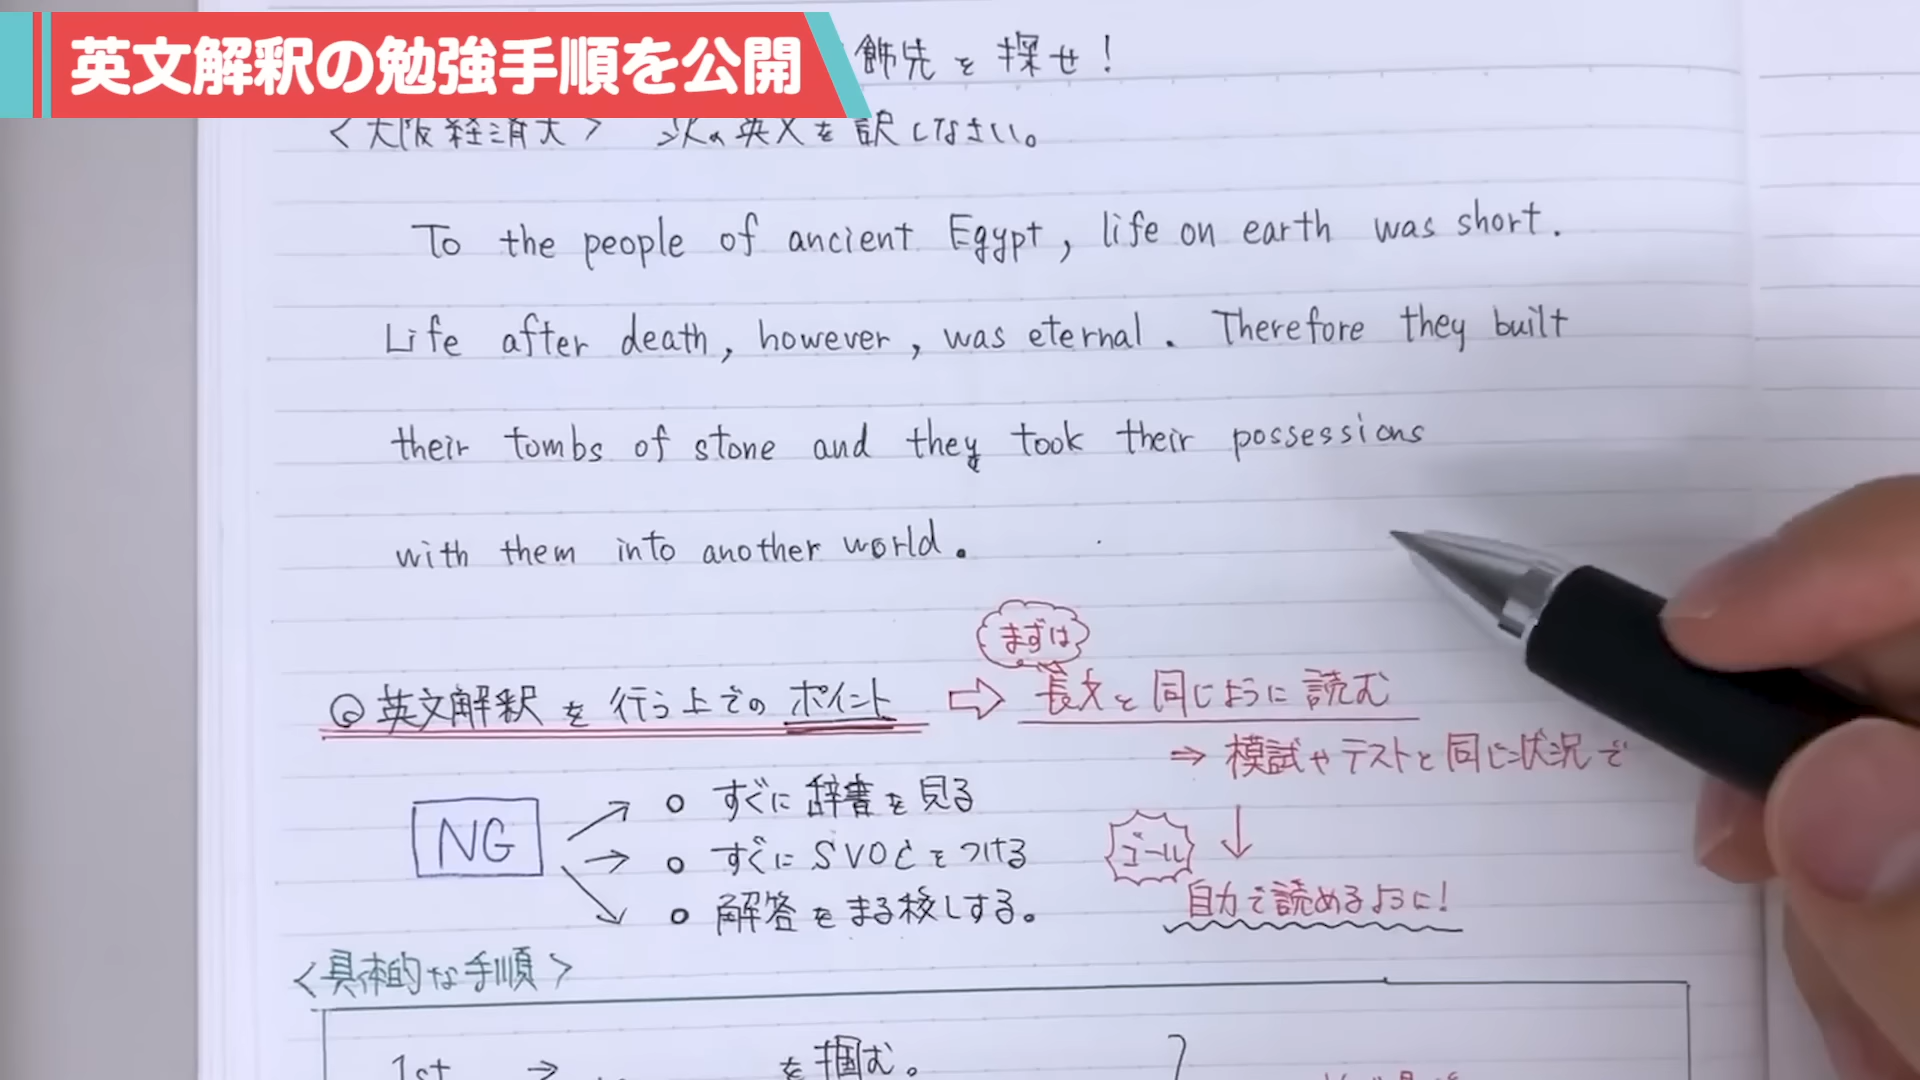 英文解釈の勉強手順を公開
飾先を探せ!
<大阪経済大> 次の英文を訳しなさい。
To the people of ancient Egypt, life on earth was short.
Life after death, however, was eternal. Therefore they built
their tombs of stone and they took their possessions
with them into another world.
まずは
◎英文解釈を行う上でのポイント ⇨ 長文と同じように読む
⇒ 模試やテストと同じ状況で
NG
→ ○ すぐに辞書を見る
→ ○ すぐにSVOCをつける
→ ○ 解答をまる移しする。
ゴール
↓
自力で読めるように!
<具体的な手順>
1st → を掴む。